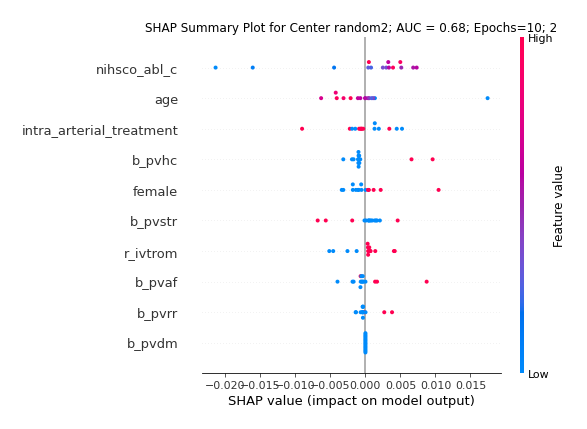 SHAP Summary Plot for Center random2; AUC = 0.68; Epochs=10; 2
High
nihsco_abl_c
age
intra_arterial_treatment
b_pvhc
female
b_pvstr
r_ivtrom
b_pvaf
b_pvrr
b_pvdm
Feature value
Low
−0.020 −0.015 −0.010 −0.005 0.000 0.005 0.010 0.015
SHAP value (impact on model output)